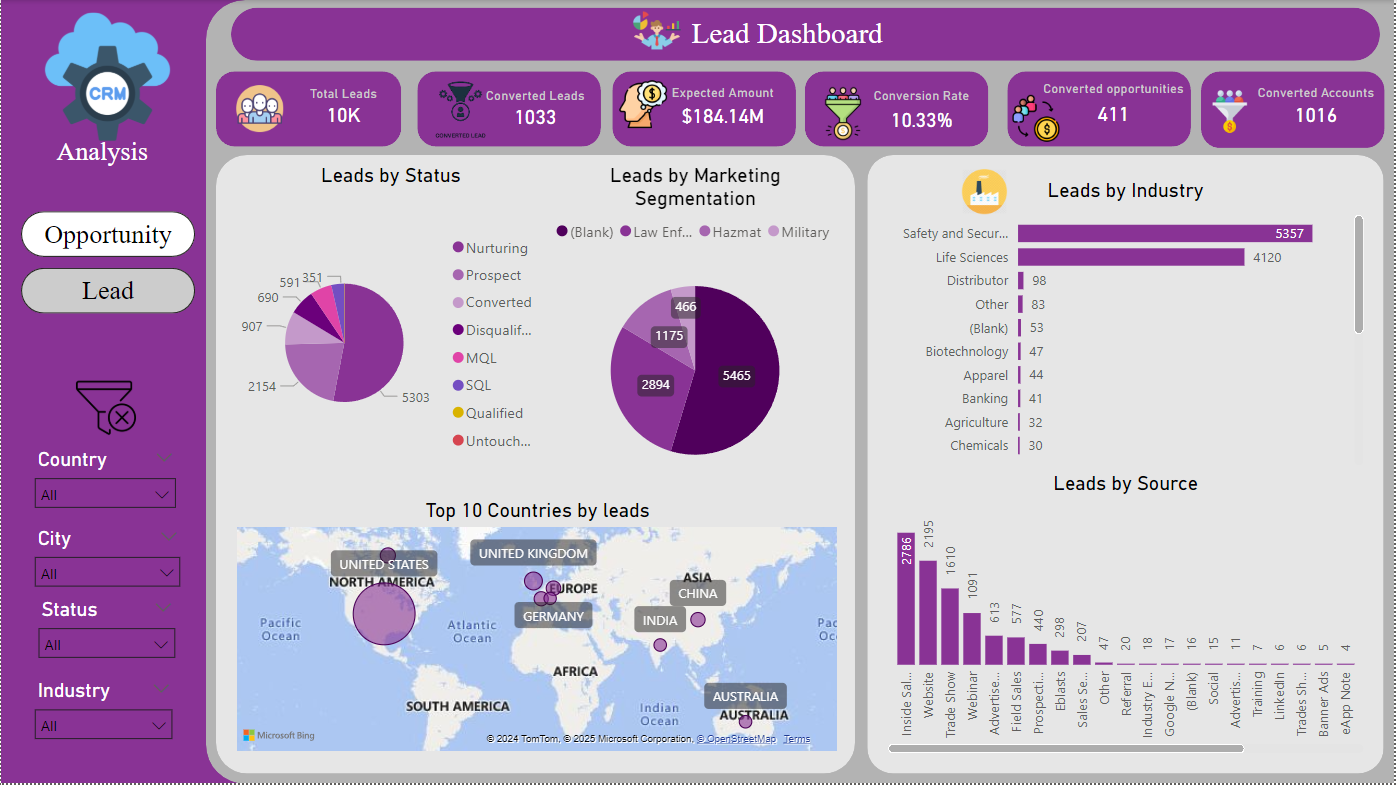 CRM
Analysis
Opportunity
Lead
Country
All
City
All
Status
All
Industry
All
Lead Dashboard
Total Leads
10K
CONVERTED LEAD
Converted Leads
1033
Expected Amount
$184.14M
Conversion Rate
10.33%
Converted opportunities
411
Converted Accounts
1016
Leads by Status
591
351
690
907
2154
5303
Nurturing
Prospect
Converted
Disqualif...
MQL
SQL
Qualified
Untouch...
Leads by Marketing
Segmentation
(Blank) Law Enf... Hazmat Military
466
1175
2894
5465
Top 10 Countries by leads
UNITED STATES
NORTH AMERICA
UNITED KINGDOM
EUROPE
GERMANY
ASIA
CHINA
INDIA
Pacific
Ocean
Atlantic
Ocean
Pac
Oc
AFRICA
SOUTH AMERICA
Indian
Ocean
AUSTRALIA
AUSTRALIA
Microsoft Bing
© 2024 TomTom, © 2025 Microsoft Corporation, © OpenStreetMap Terms
Leads by Industry
Safety and Secur... 5357
Life Sciences 4120
Distributor 98
Other 83
(Blank) 53
Biotechnology 47
Apparel 44
Banking 41
Agriculture 32
Chemicals 30
Leads by Source
2786 2195 1610 1091 613 577 440 298 207 47 20 18 17 16 15 11 7 6 6 5 4
Inside Sal... Website Trade Show Webinar Advertise... Field Sales Prospecti... Eblasts Sales Se... Other Referral Industry E... Google N... (Blank) Social Advertis... Training LinkedIn Trades Sh... Banner Ads eApp Note